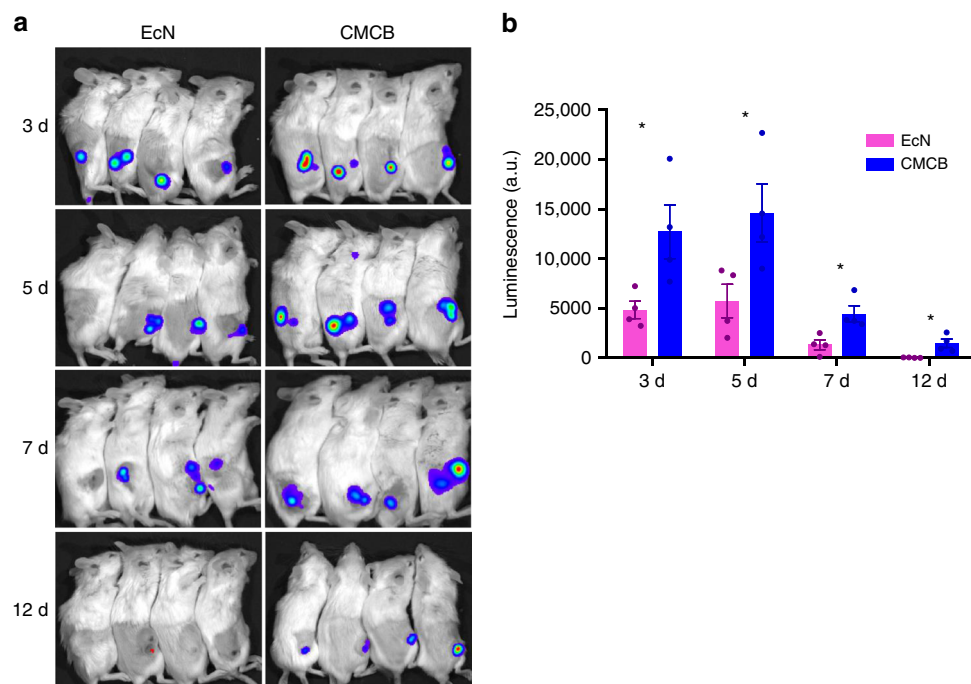 a
EcN CMCB
3 d
5 d
7 d
12 d
b
25,000
20,000
15,000
10,000
5000
0
Luminescence (a.u.)
* * * *
EcN
CMCB
3 d 5 d 7 d 12 d